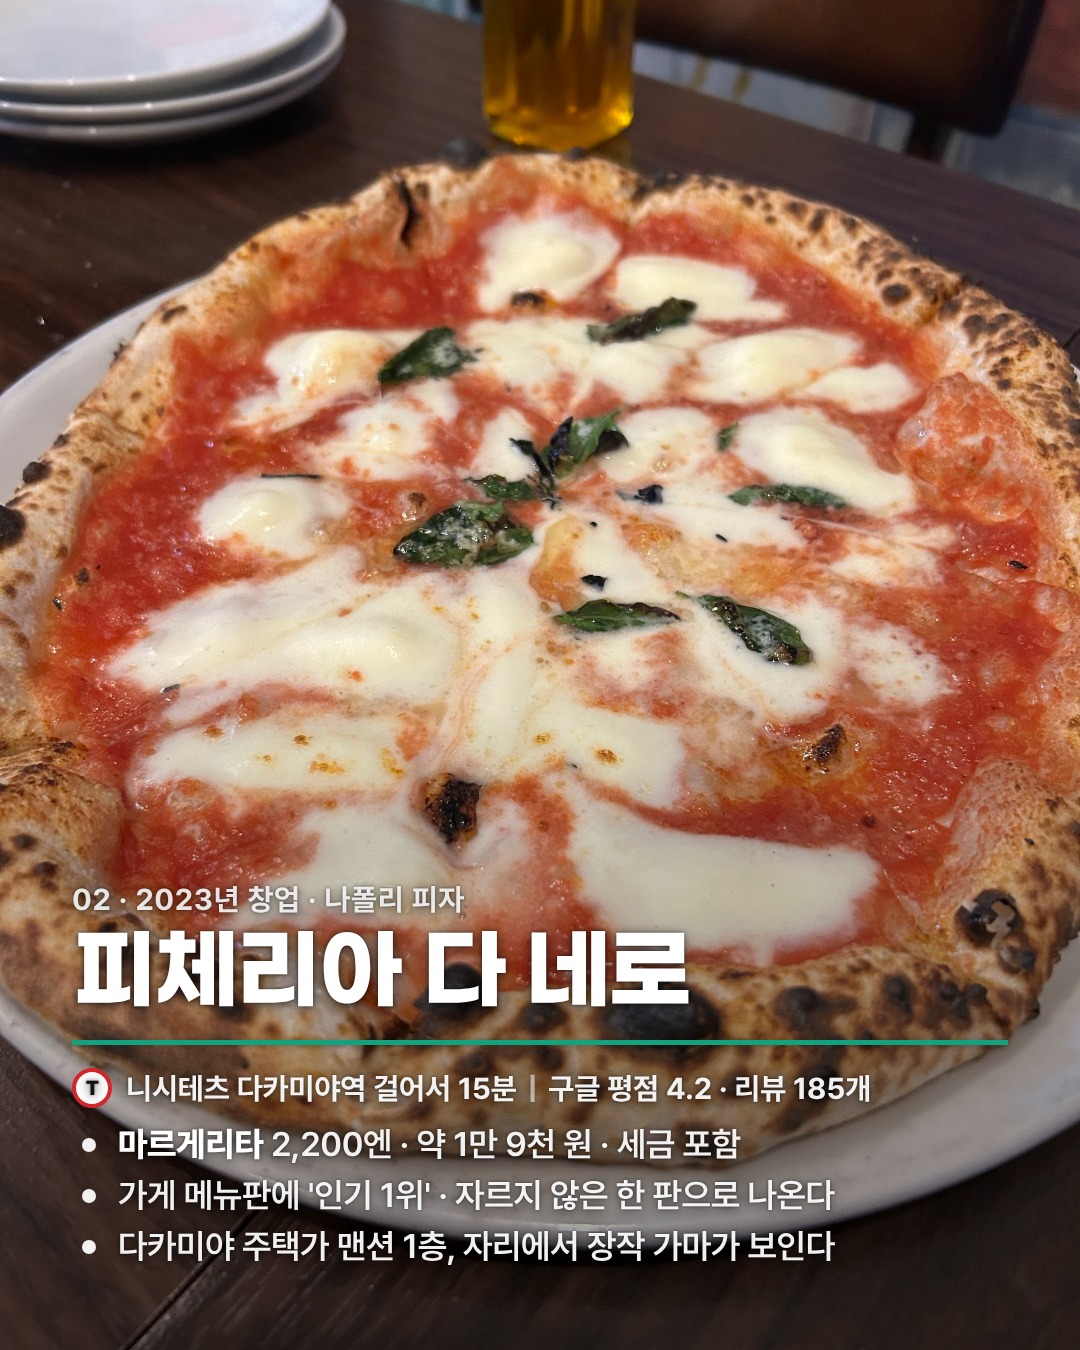 02 · 2023년 창업 · 나폴리 피자
피체리아 다 네로
T 니시테츠 다카미야역 걸어서 15분 | 구글 평점 4.2 · 리뷰 185개
• 마르게리타 2,200엔 · 약 1만 9천 원 · 세금 포함
• 가게 메뉴판에 '인기 1위' · 자르지 않은 한 판으로 나온다
• 다카미야 주택가 맨션 1층, 자리에서 장작 가마가 보인다